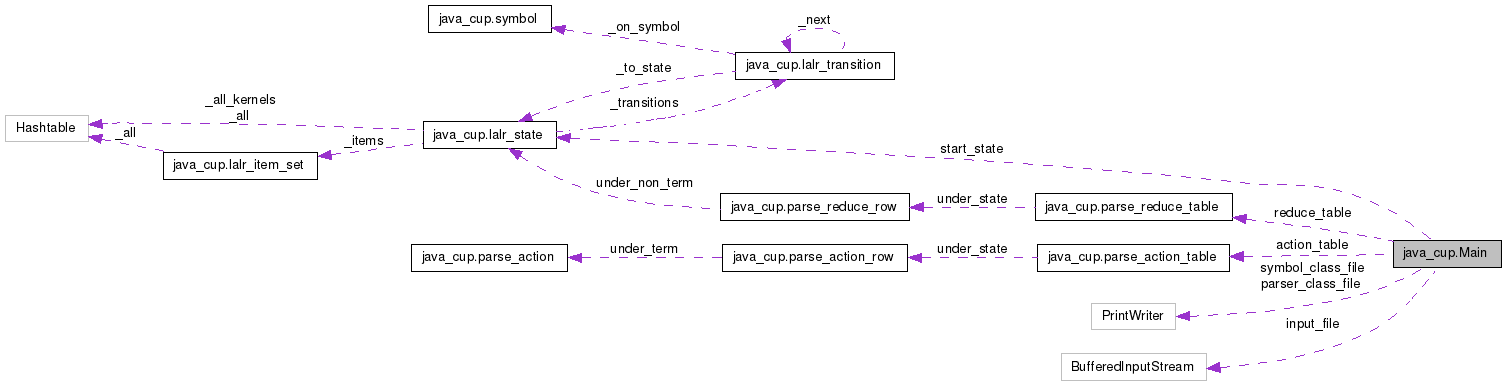 java_cup.symbol
_next
_on_symbol
java_cup.lalr_transition
_to_state
_all_kernels
_transitions
_all
Hashtable
_all
java_cup.lalr_state
_items
start_state
java_cup.lalr_item_set
under_non_term
under_state
java_cup.parse_reduce_row
java_cup.parse_reduce_table
reduce_table
under_term
under_state
action_table
java_cup.parse_action
java_cup.parse_action_row
java_cup.parse_action_table
java_cup.Main
symbol_class_file
parser_class_file
PrintWriter
input_file
BufferedInputStream